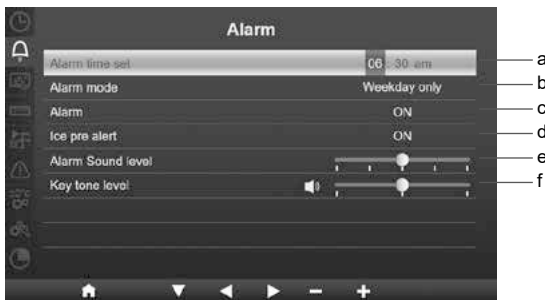 Alarm
Alarm time set 06 : 30 am a
Alarm mode Weekday only b
Alarm ON c
Ice pre alert ON d
Alarm Sound level e
Key tone level f